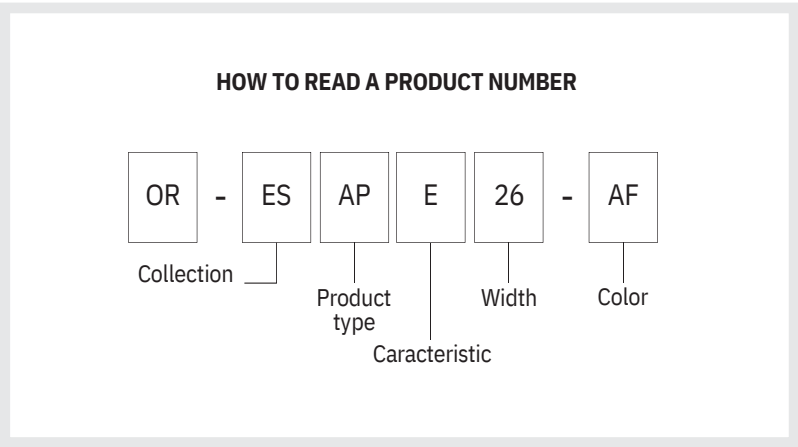 HOW TO READ A PRODUCT NUMBER
OR - ES AP E 26 - AF
Collection
Product
type
Width
Color
Caracteristic